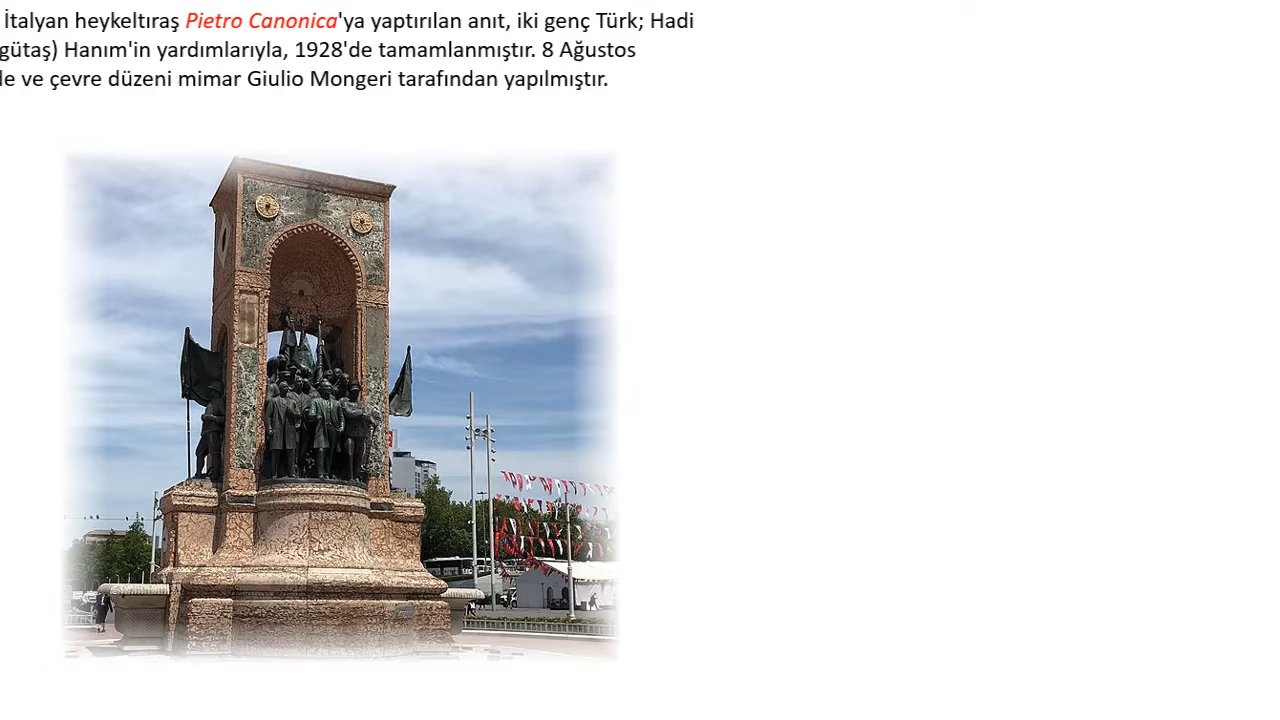 İtalyan heykeltıraş Pietro Canonica'ya yaptırılan anıt, iki genç Türk; Hadi
gütaş) Hanım'in yardımlarıyla, 1928'de tamamlanmıştır. 8 Ağustos
de ve çevre düzeni mimar Giulio Mongeri tarafından yapılmıştır.